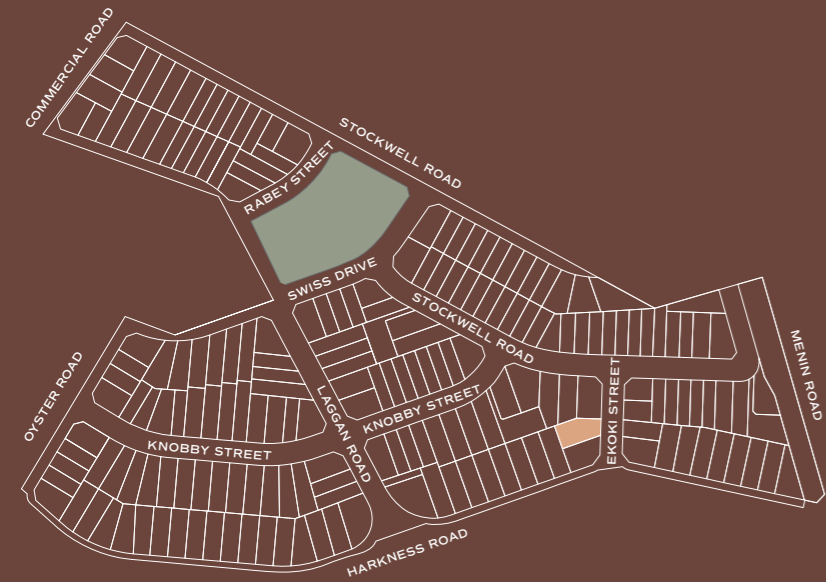 COMMERCIAL ROAD
STOCKWELL ROAD
RABEY STREET
SWISS DRIVE
STOCKWELL ROAD
MENIN ROAD
OYSTER ROAD
LAGGAN ROAD
KNOBBY STREET
EKOKI STREET
KNOBBY STREET
HARKNESS ROAD